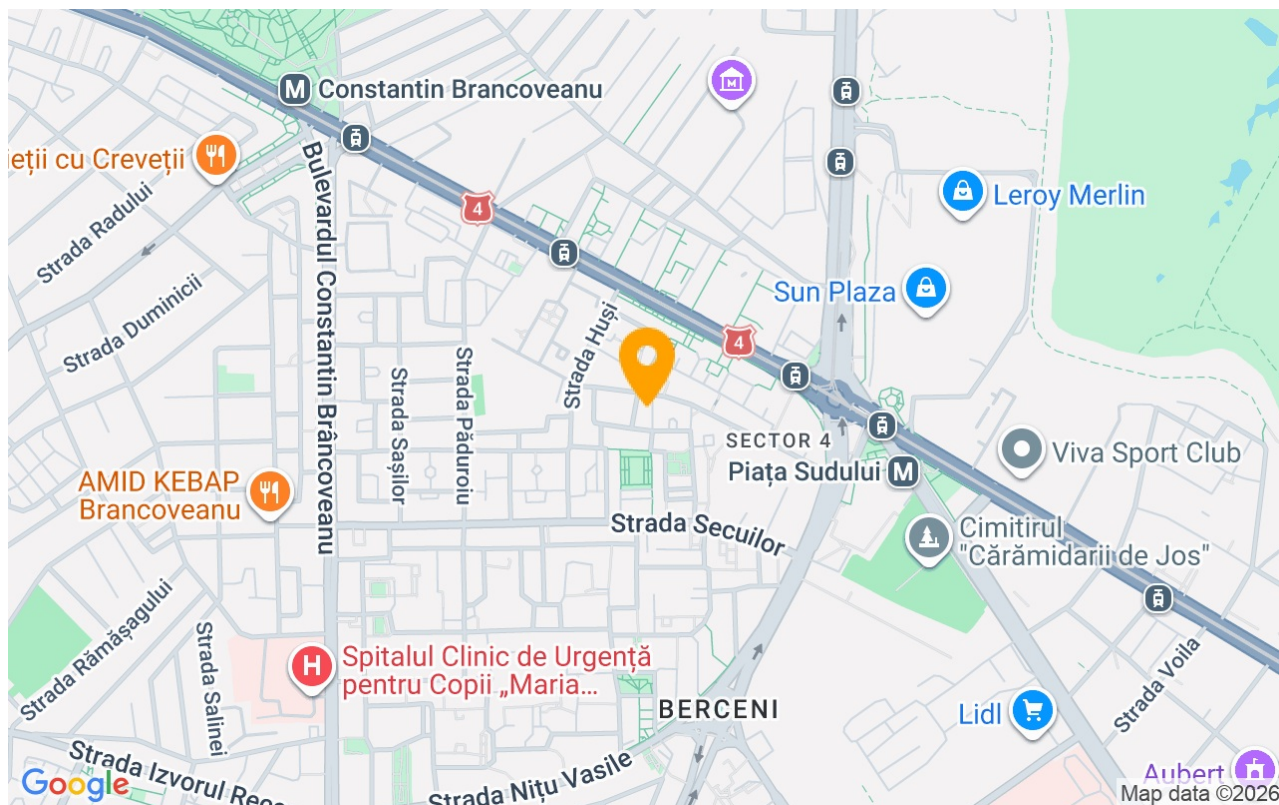 M
Constantin Brancoveanu
M
ieții cu Creveții
Strada Radului
Bulevardul Constantin Brâncoveanu
4
Leroy Merlin
Strada Duminicii
Sun Plaza
Strada Huși
4
Strada Păduroiu
Strada Sașilor
SECTOR 4
Piața Sudului
M
Viva Sport Club
AMID KEBAP
Brancoveanu
Strada Secuilor
Cimitirul
"Cărămidarii de Jos"
Strada Rămășagului
Strada Salinei
H
Spitalul Clinic de Urgență
pentru Copii „Maria...
Strada Voila
BERCENI
Lidl
Strada Izvorul Rece
Strada Nițu Vasile
Aubert
Google
Map data ©2026